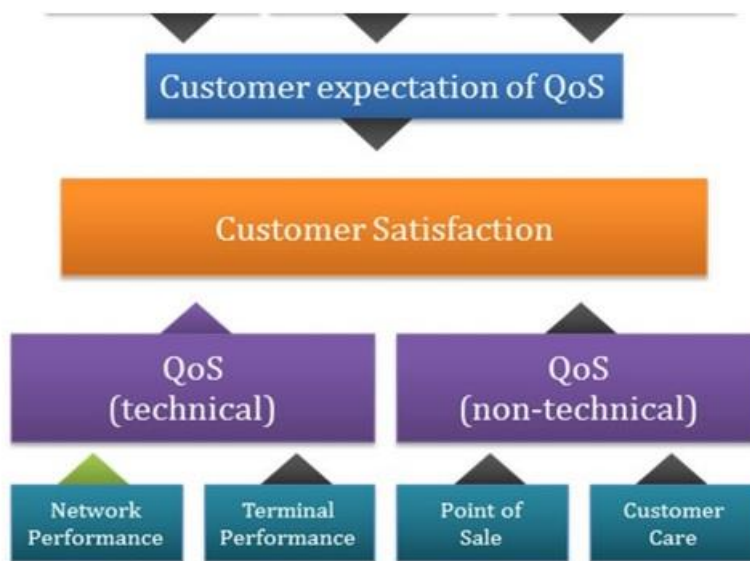 Customer expectation of QoS
Customer Satisfaction
QoS
(technical)
QoS
(non-technical)
Network
Performance
Terminal
Performance
Point of
Sale
Customer
Care